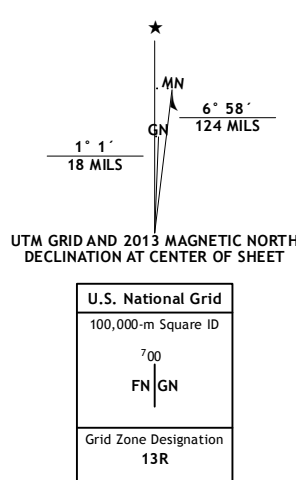 ★
MN
GN
6° 58´
124 MILS
1° 1´
18 MILS
UTM GRID AND 2013 MAGNETIC NORTH
DECLINATION AT CENTER OF SHEET
U.S. National Grid
100,000-m Square ID
⁷00
FN GN
Grid Zone Designation
13R